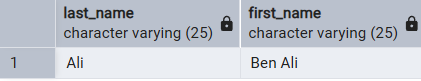 last_name first_name
character varying (25) character varying (25)
1 Ali Ben Ali